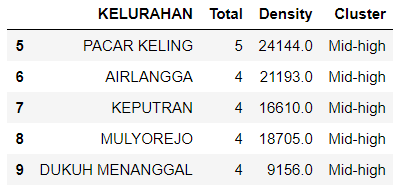 KELURAHAN Total Density Cluster
5 PACAR KELING 5 24144.0 Mid-high
6 AIRLANGGA 4 21193.0 Mid-high
7 KEPUTRAN 4 16610.0 Mid-high
8 MULYOREJO 4 18705.0 Mid-high
9 DUKUH MENANGGAL 4 9156.0 Mid-high